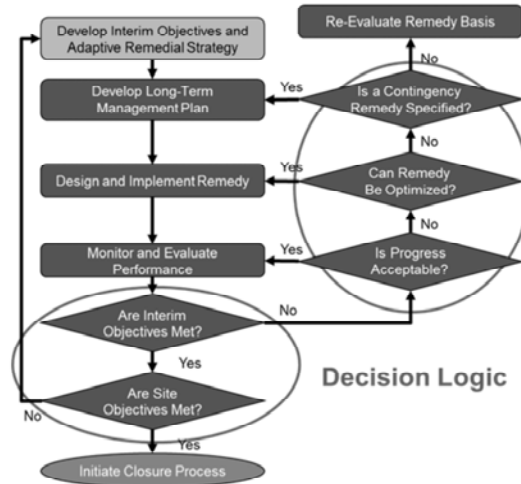 Develop Interim Objectives and
Adaptive Remedial Strategy
Re-Evaluate Remedy Basis
No
Develop Long-Term
Management Plan
Yes
Is a Contingency
Remedy Specified?
No
Design and Implement Remedy
Yes
Can Remedy
Be Optimized?
No
Monitor and Evaluate
Performance
Yes
Is Progress
Acceptable?
Are Interim
Objectives Met?
No
Yes
Decision Logic
Are Site
Objectives Met?
No
Yes
Initiate Closure Process